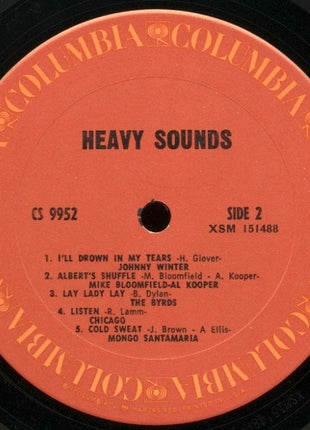 COLUMBIA COLUMBIA
HEAVY SOUNDS
CS 9952
SIDE 2
XSM 151488
1. I'LL DROWN IN MY TEARS -H. Glover-
JOHNNY WINTER
2. ALBERT'S SHUFFLE -M. Bloomfield - A. Kooper-
MIKE BLOOMFIELD-AL KOOPER
3. LAY LADY LAY -B. Dylan-
THE BYRDS
4. LISTEN -R. Lamm-
CHICAGO
5. COLD SWEAT -J. Brown - A Ellis-
MONGO SANTAMARIA
COLUMBIA COLUMBIA